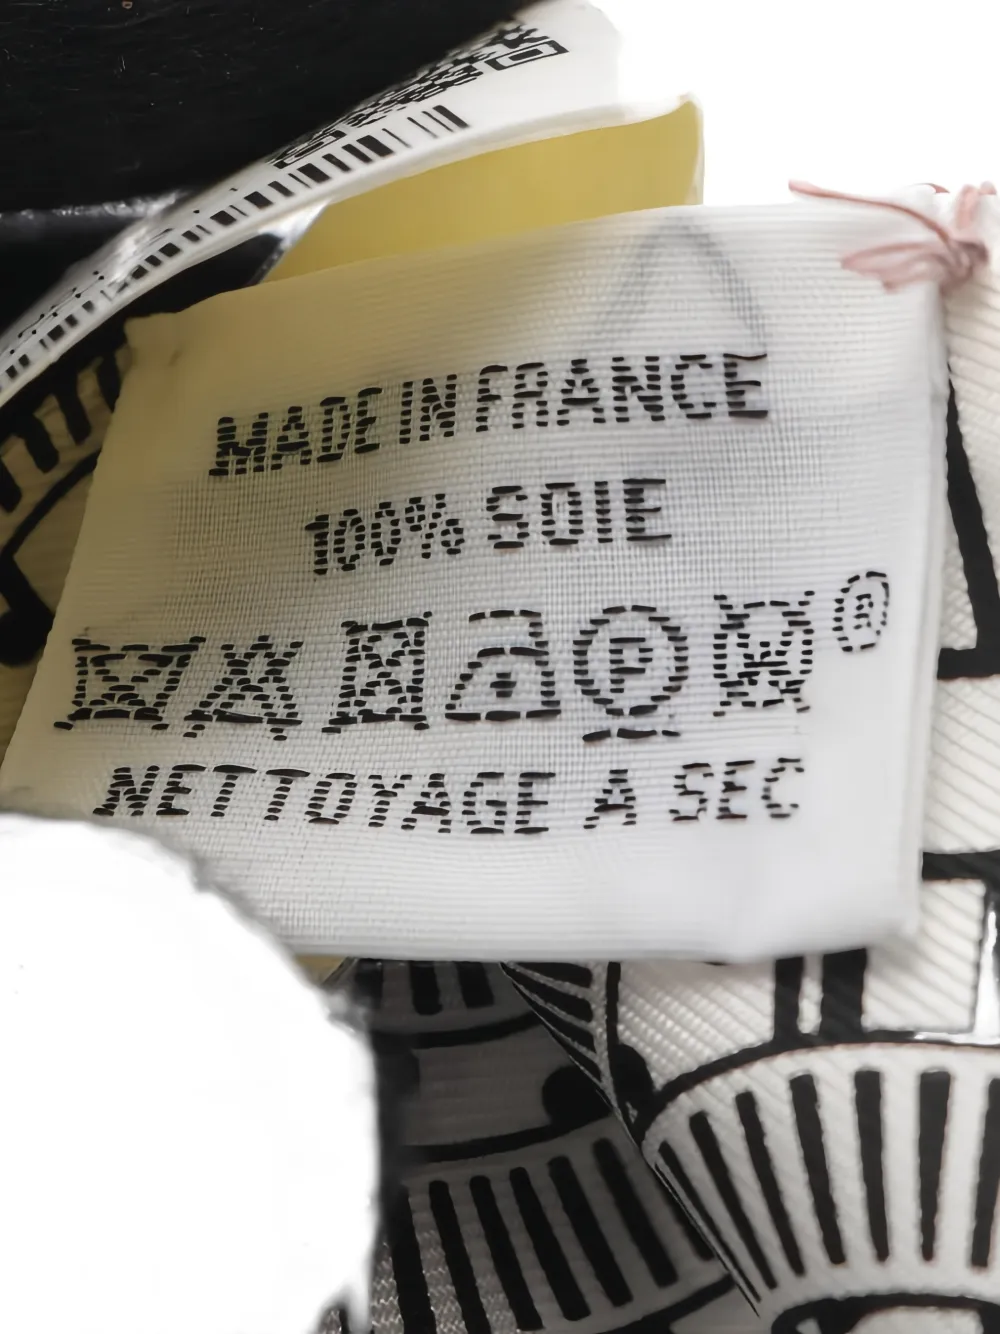 MADE IN FRANCE
100% SOIE
P ®
NETTOYAGE A SEC